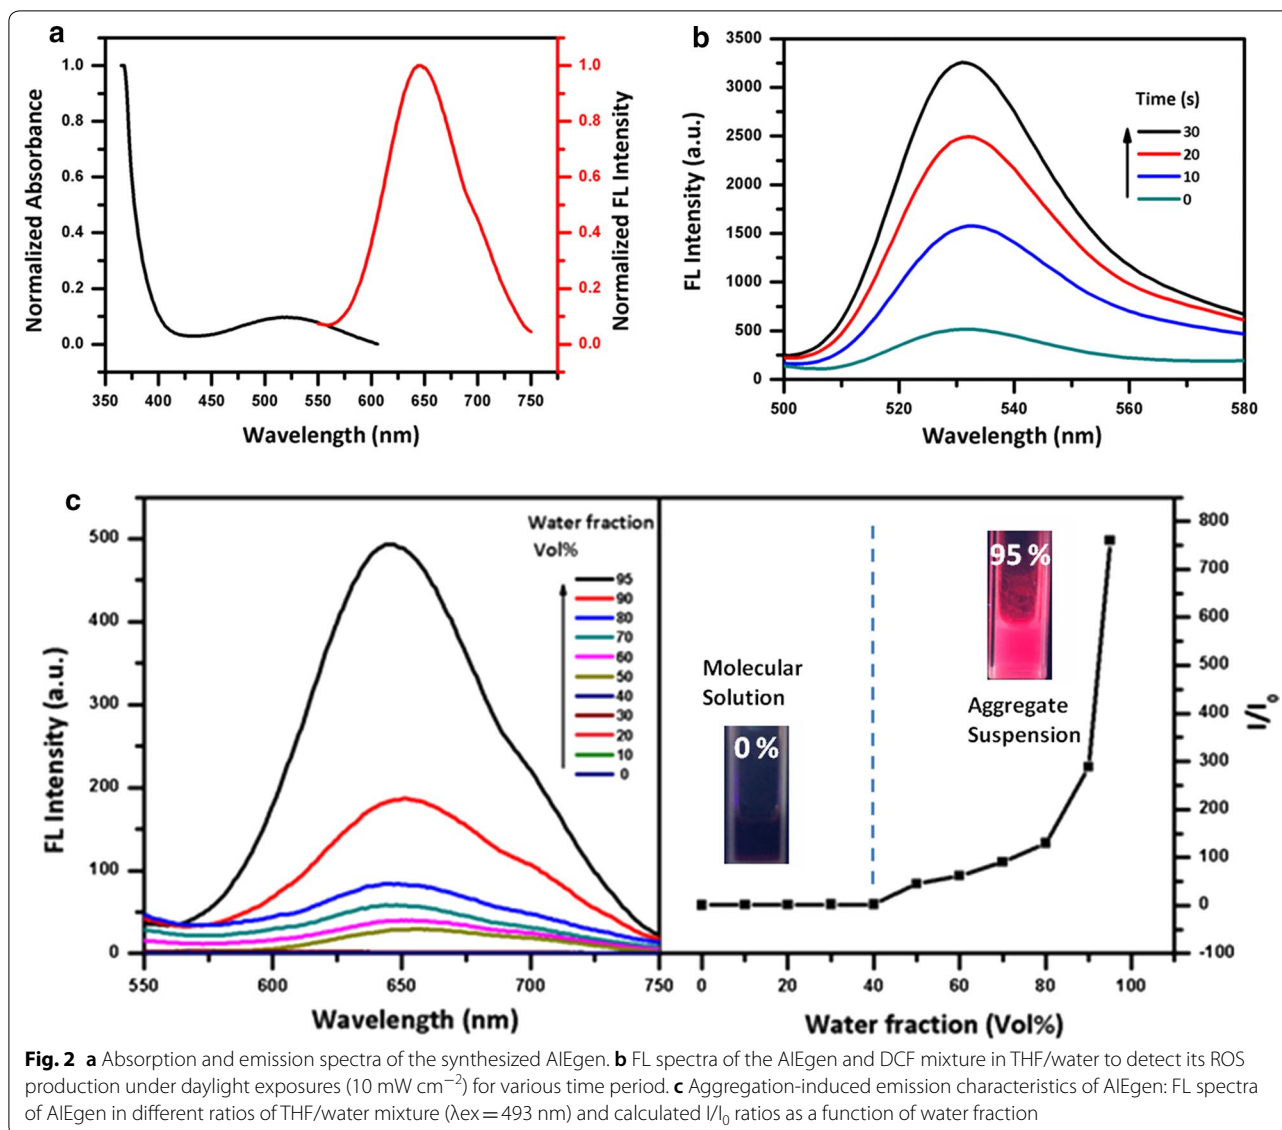 a
1.0
0.8
0.6
0.4
0.2
0.0
Normalized Absorbance
1.0
0.8
0.6
0.4
0.2
0.0
Normalized FL Intensity
350 400 450 500 550 600 650 700 750
Wavelength (nm)
b
3500
3000
2500
2000
1500
1000
500
0
FL Intensity (a.u.)
Time (s)
30
20
10
0
500 520 540 560 580
Wavelength (nm)
c
500
400
300
200
100
0
FL Intensity (a.u.)
Water fraction
Vol%
95
90
80
70
60
50
40
30
20
10
0
550 600 650 700 750
Wavelength (nm)
Molecular
Solution
0 %
95 %
Aggregate
Suspension
800
700
600
500
400
300
200
100
0
-100
I/I₀
0 20 40 60 80 100
Water fraction (Vol%)
Fig. 2 a Absorption and emission spectra of the synthesized AIEgen. b FL spectra of the AIEgen and DCF mixture in THF/water to detect its ROS
production under daylight exposures (10 mW cm⁻²) for various time period. c Aggregation-induced emission characteristics of AIEgen: FL spectra
of AIEgen in different ratios of THF/water mixture (λex = 493 nm) and calculated I/I₀ ratios as a function of water fraction